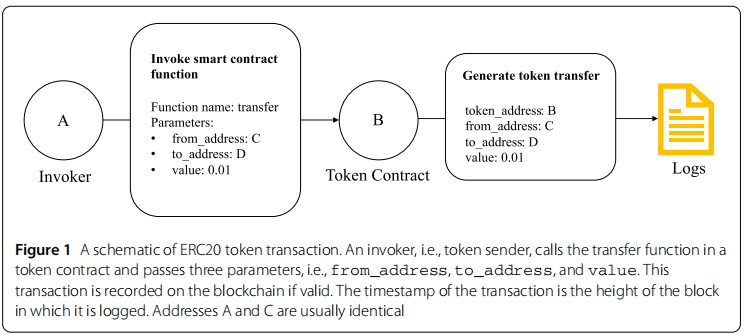 A
Invoker
Invoke smart contract
function
Function name: transfer
Parameters:
• from_address: C
• to_address: D
• value: 0.01
B
Token Contract
Generate token transfer
token_address: B
from_address: C
to_address: D
value: 0.01
Logs
Figure 1 A schematic of ERC20 token transaction. An invoker, i.e., token sender, calls the transfer function in a
token contract and passes three parameters, i.e., from_address, to_address, and value. This
transaction is recorded on the blockchain if valid. The timestamp of the transaction is the height of the block
in which it is logged. Addresses A and C are usually identical